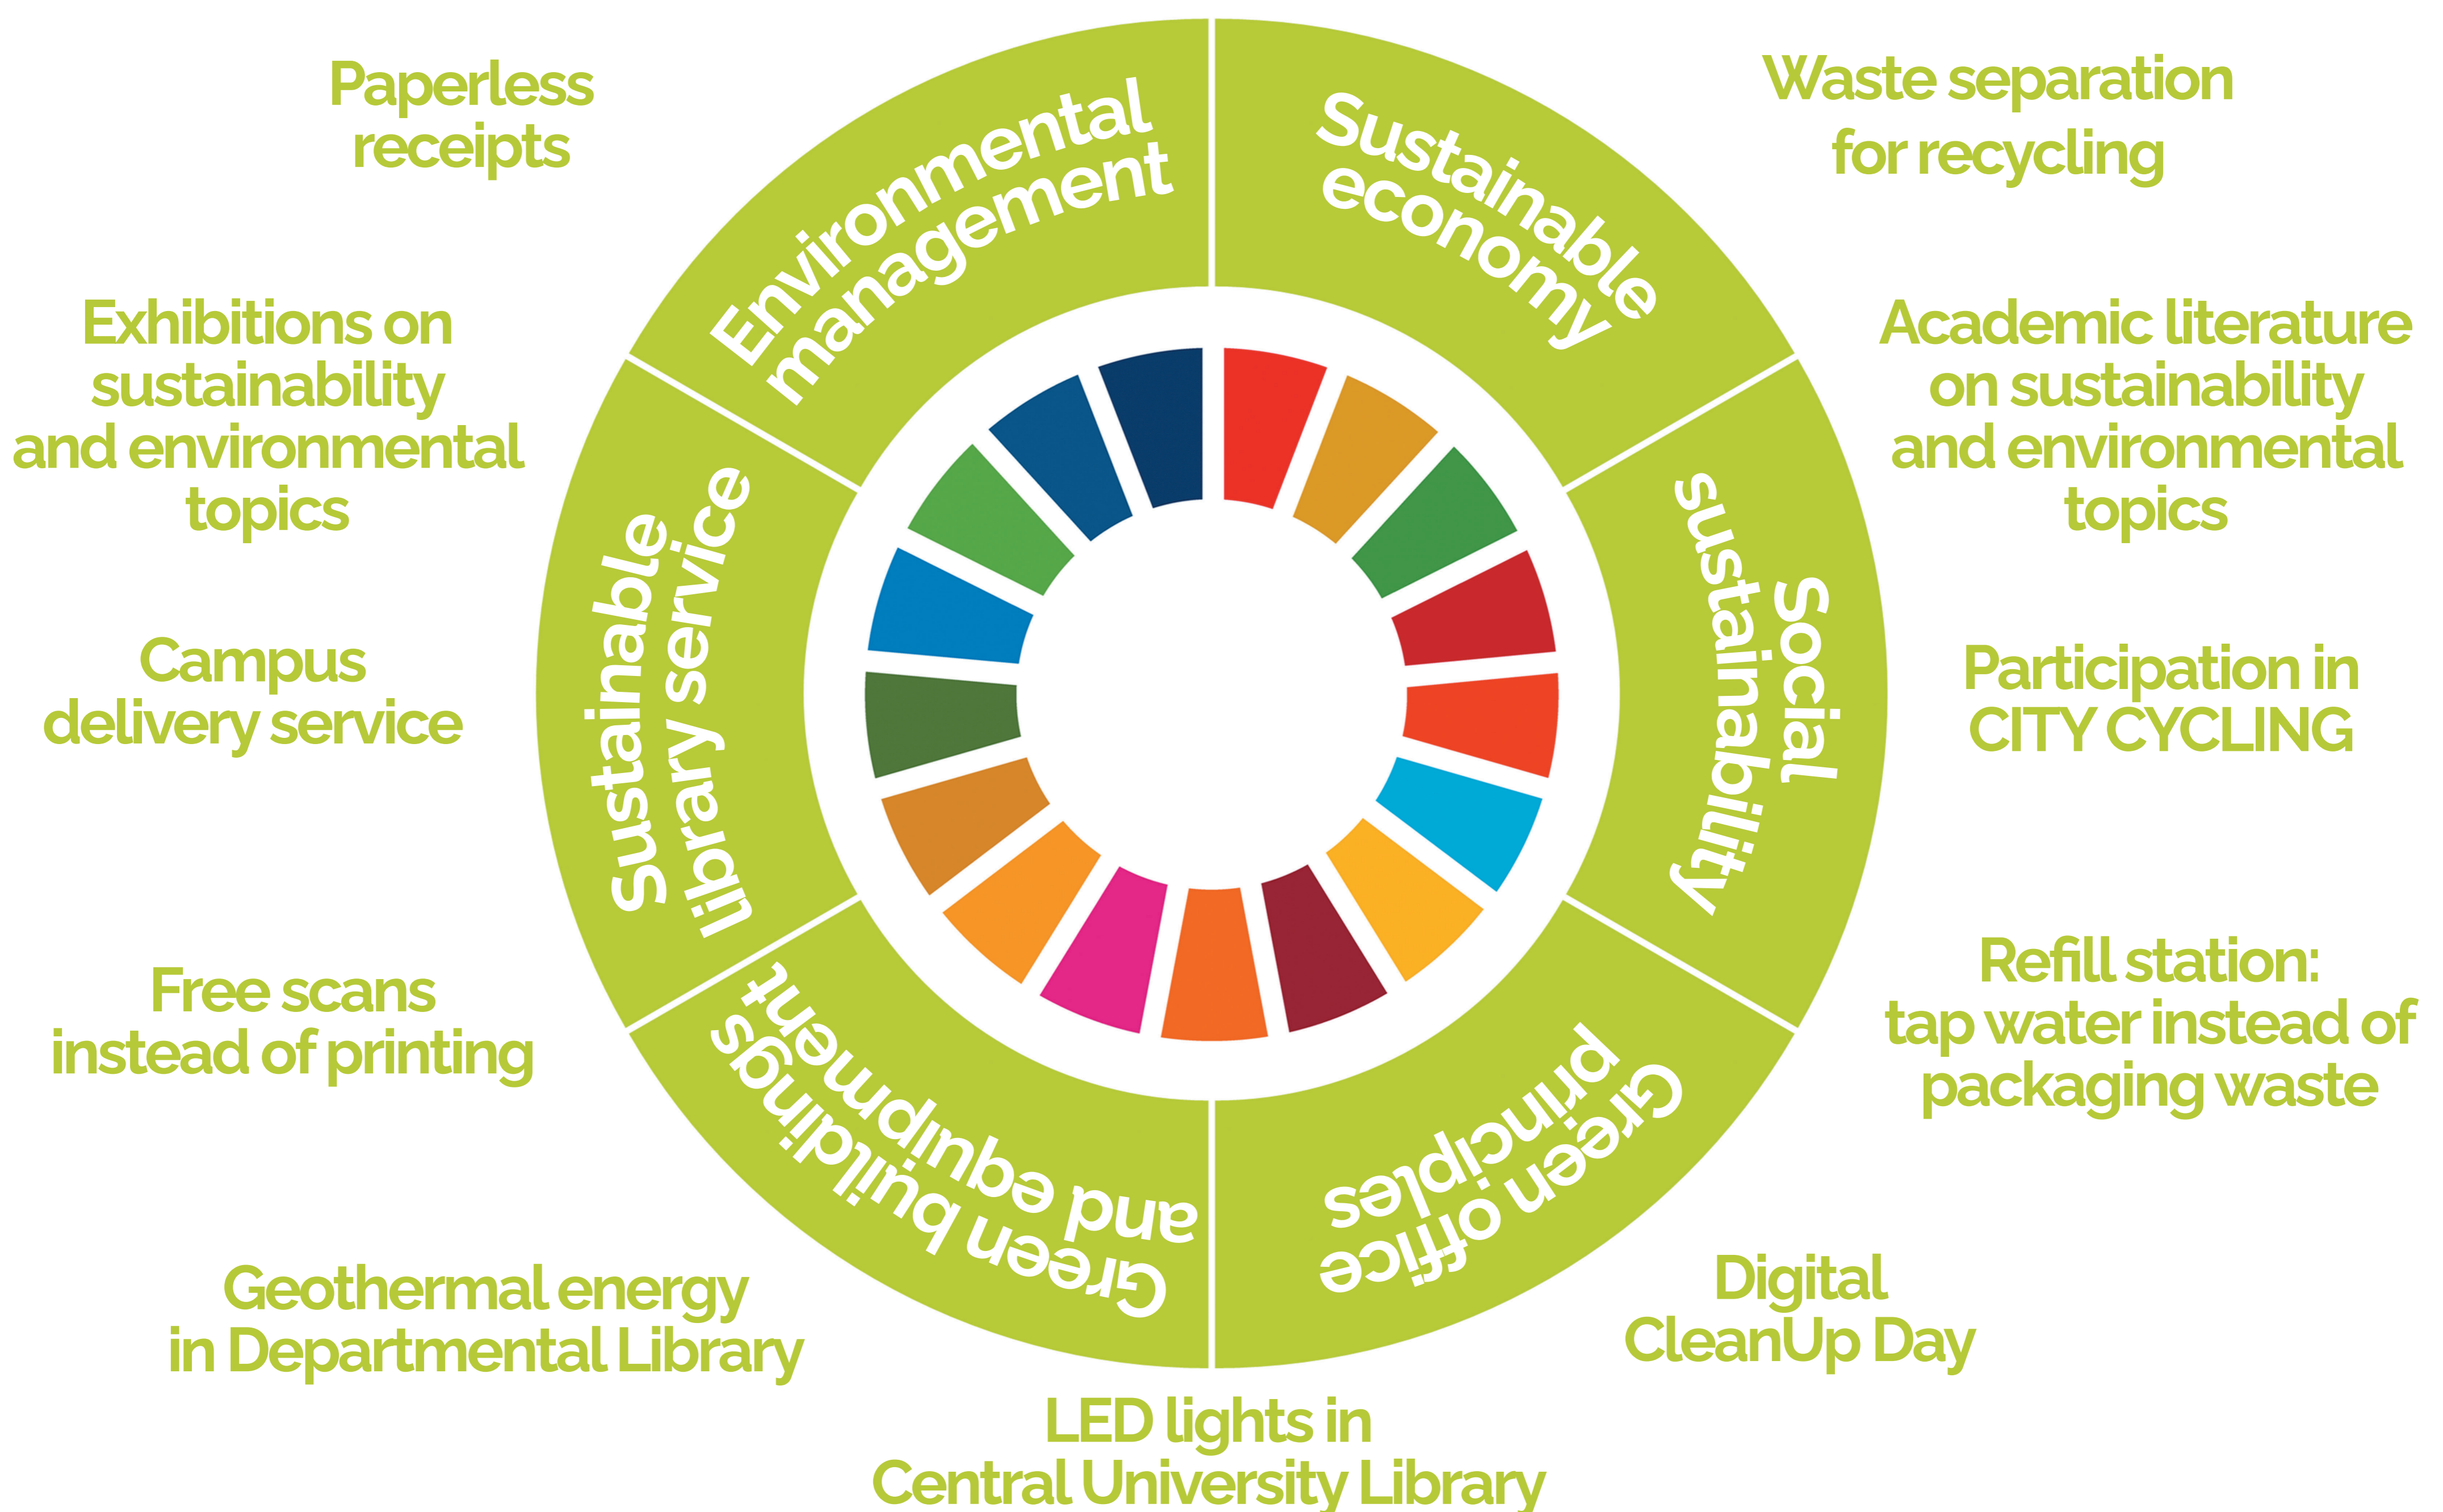 Paperless
receipts
Exhibitions on
sustainability
and environmental
topics
Campus
delivery service
Free scans
instead of printing
Geothermal energy
in Departmental Library
Environmental
management
Sustainable
economy
Sustainable
library service
Social
sustainability
Green buildings
and equipment
Green office
principles
Waste separation
for recycling
Academic literature
on sustainability
and environmental
topics
Participation in
CITY CYCLING
Refill station:
tap water instead of
packaging waste
Digital
CleanUp Day
LED lights in
Central University Library